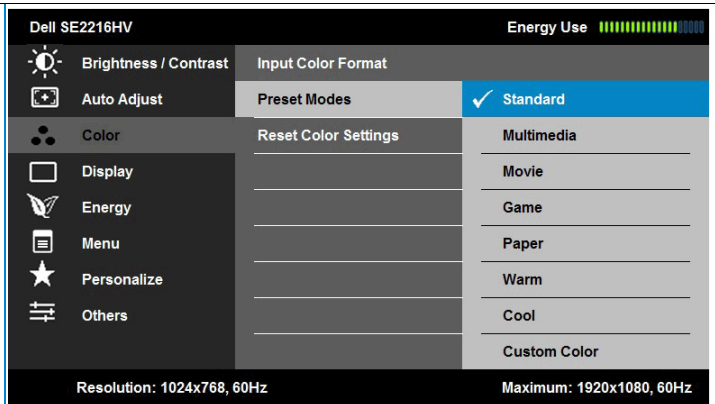 Dell SE2216HV Energy Use
Brightness / Contrast Input Color Format
Auto Adjust Preset Modes Standard
Color Reset Color Settings Multimedia
Display Movie
Energy Game
Menu Paper
Personalize Warm
Others Cool
Custom Color
Resolution: 1024x768, 60Hz Maximum: 1920x1080, 60Hz